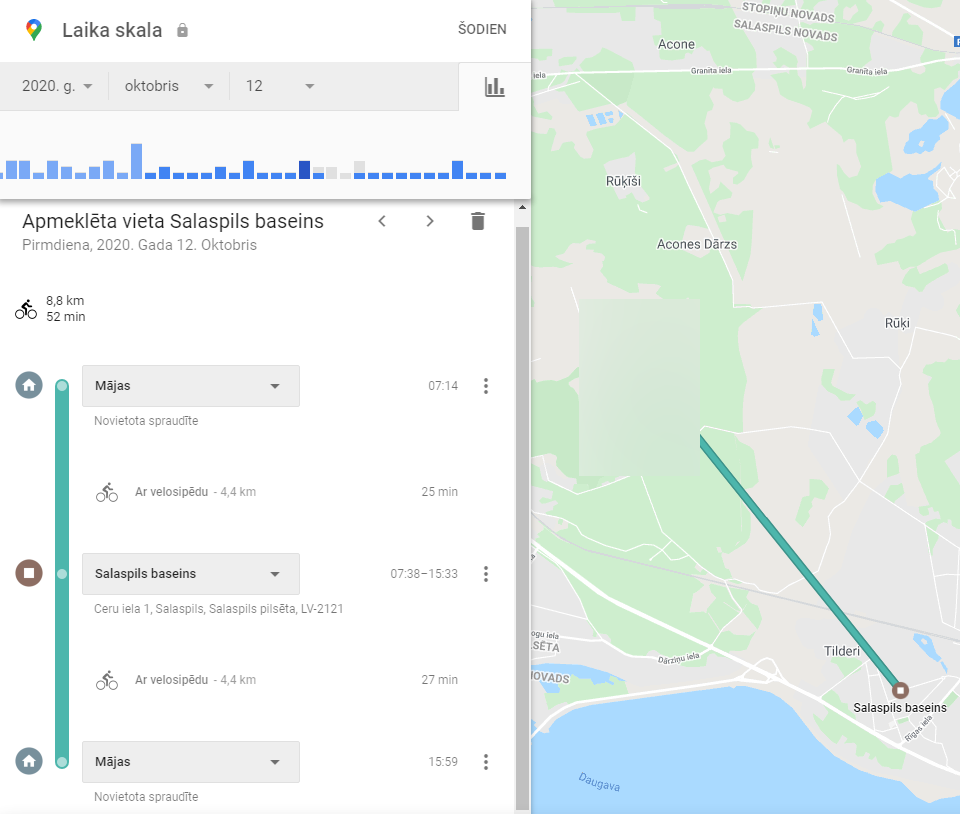 Laika skala
ŠODIEN
2020. g.
oktobris
12
Apmeklēta vieta Salaspils baseins
Pirmdiena, 2020. Gada 12. Oktobris
8,8 km
52 min
Mājas
07:14
Novietota spraudīte
Ar velosipēdu - 4,4 km
25 min
Salaspils baseins
07:38–15:33
Ceru iela 1, Salaspils, Salaspils pilsēta, LV-2121
Ar velosipēdu - 4,4 km
27 min
Mājas
15:59
Novietota spraudīte
STOPIŅU NOVADS
SALASPILS NOVADS
Acone
iela
Granīta iela
Granīta iela
Rūķīši
Acones Dārzs
Rūķi
ogu iela
SĒTA
Dārziņu iela
Tilderi
NOVADS
Salaspils baseins
Rīgas iela
Daugava